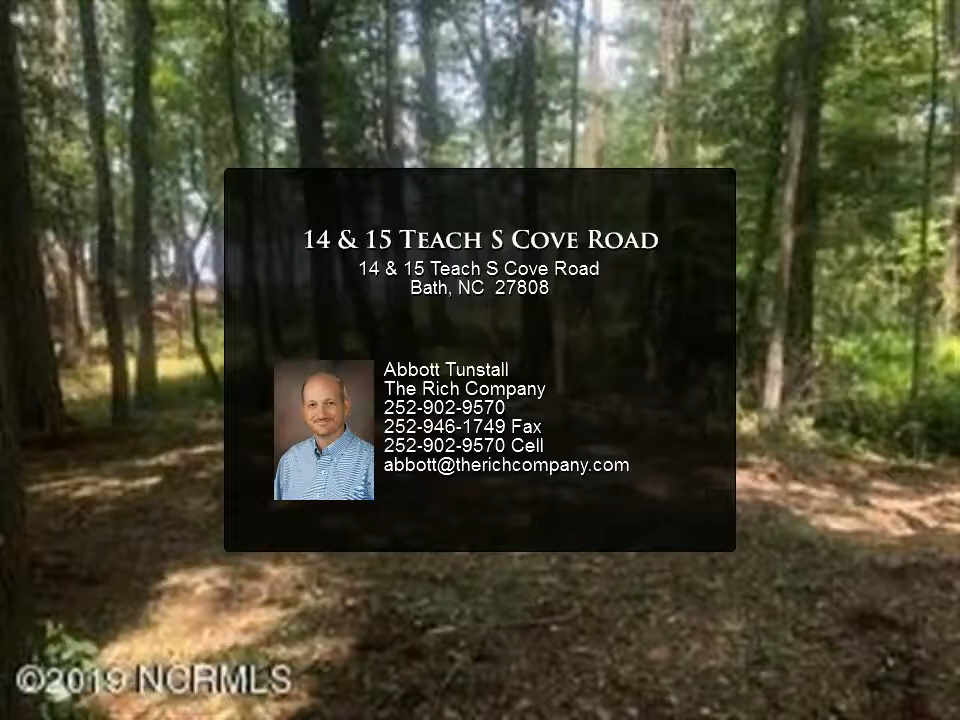 14 & 15 Teach S Cove Road
14 & 15 Teach S Cove Road
Bath, NC  27808
Abbott Tunstall
The Rich Company
252-902-9570
252-946-1749 Fax
252-902-9570 Cell
abbott@therichcompany.com
©2019 NCRMLS